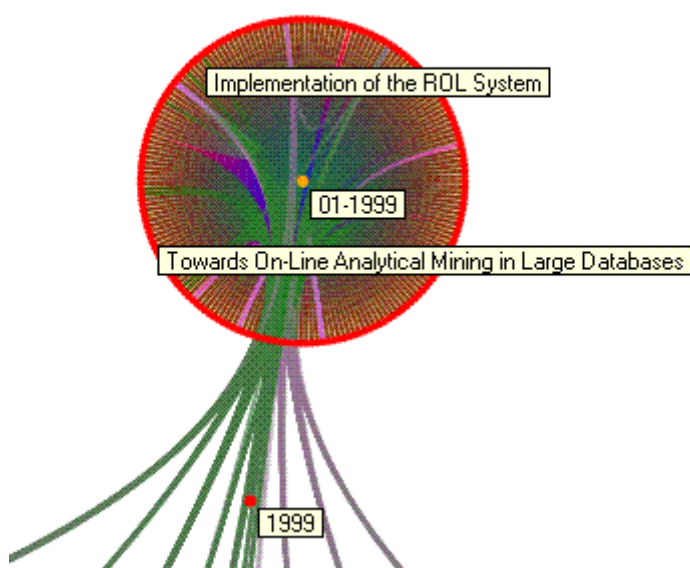 Implementation of the ROL System
01-1999
Towards On-Line Analytical Mining in Large Databases
1999